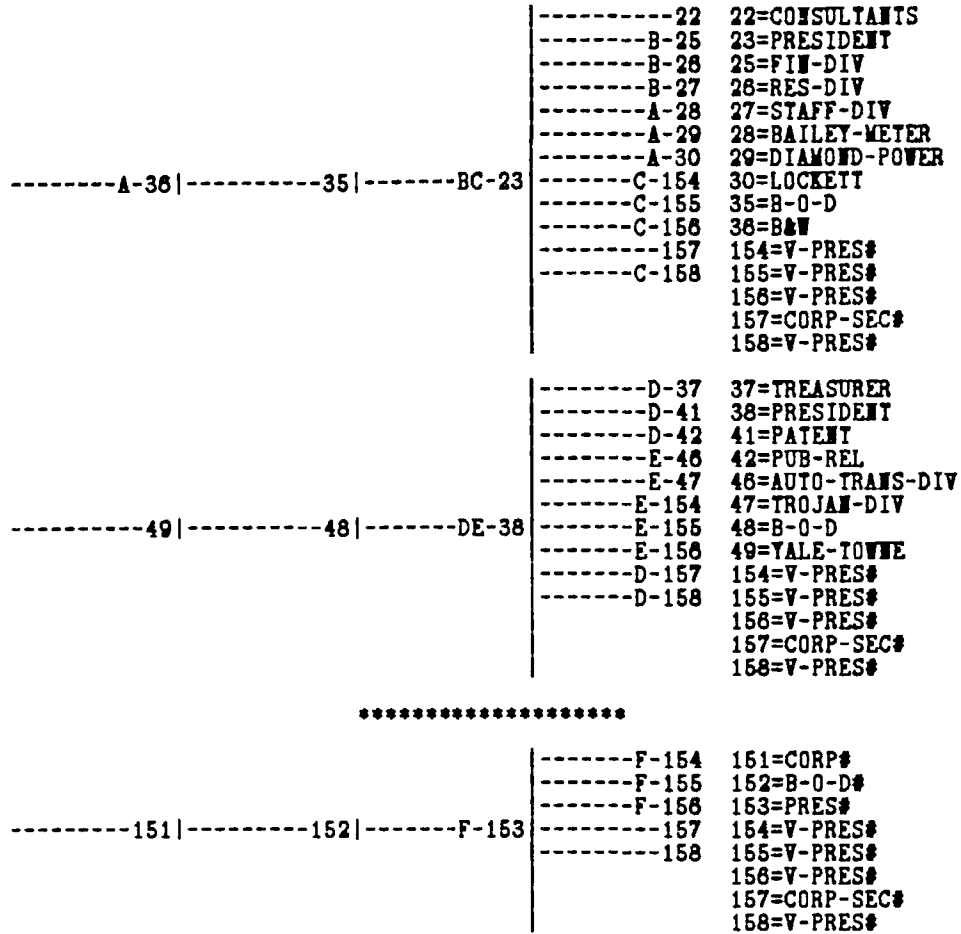 ----------22 22=CONSULTANTS
--------B-25 23=PRESIDENT
--------B-26 25=FIN-DIV
--------B-27 26=RES-DIV
--------A-28 27=STAFF-DIV
--------A-29 28=BAILEY-METER
--------A-30 29=DIAMOND-POWER
--------A-36|----------35|-------BC-23|-------C-154 30=LOCKETT
-------C-155 35=B-O-D
-------C-156 36=B&W
---------157 154=V-PRES#
-------C-158 155=V-PRES#
156=V-PRES#
157=CORP-SEC#
158=V-PRES#
--------D-37 37=TREASURER
--------D-41 38=PRESIDENT
--------D-42 41=PATENT
--------E-46 42=PUB-REL
--------E-47 46=AUTO-TRANS-DIV
-------E-154 47=TROJAN-DIV
----------49|----------48|-------DE-38|-------E-155 48=B-O-D
-------E-156 49=YALE-TOWNE
-------D-157 154=V-PRES#
-------D-158 155=V-PRES#
156=V-PRES#
157=CORP-SEC#
158=V-PRES#
********************
-------F-154 151=CORP#
-------F-155 152=B-O-D#
-------F-156 153=PRES#
---------151|---------152|-------F-153|---------157 154=V-PRES#
---------158 155=V-PRES#
156=V-PRES#
157=CORP-SEC#
158=V-PRES#